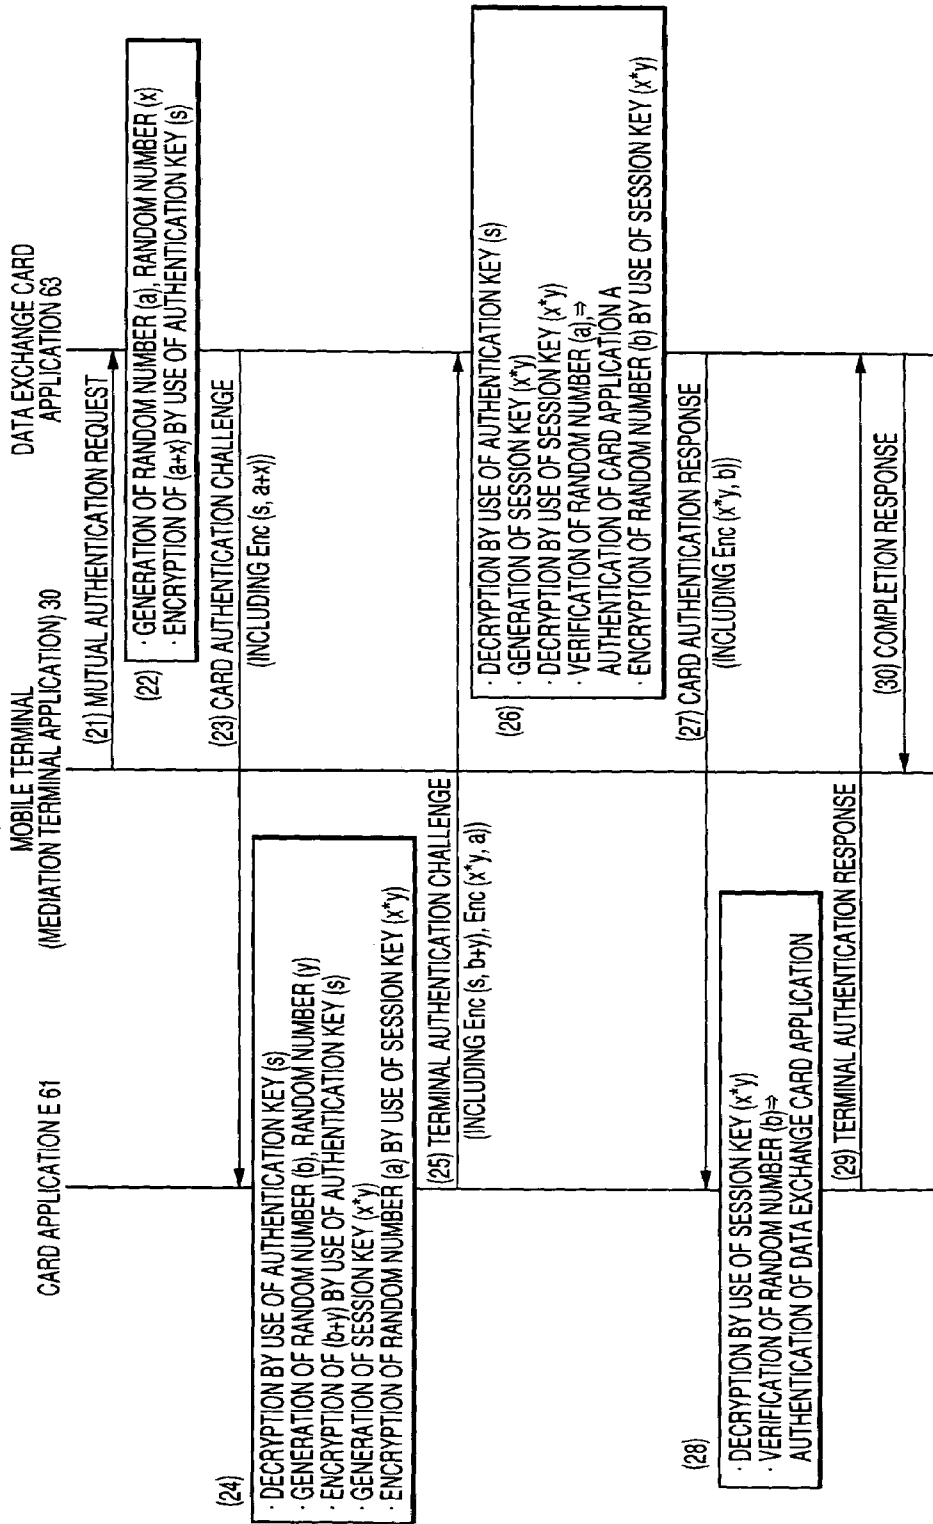 CARD APPLICATION E 61
MOBILE TERMINAL
(MEDIATION TERMINAL APPLICATION) 30
DATA EXCHANGE CARD
APPLICATION 63
(21) MUTUAL AUTHENTICATION REQUEST
(22)
· GENERATION OF RANDOM NUMBER (a), RANDOM NUMBER (x)
· ENCRYPTION OF (a+x) BY USE OF AUTHENTICATION KEY (s)
(23) CARD AUTHENTICATION CHALLENGE
(INCLUDING Enc (s, a+x))
(24)
· DECRYPTION BY USE OF AUTHENTICATION KEY (s)
· GENERATION OF RANDOM NUMBER (b), RANDOM NUMBER (y)
· ENCRYPTION OF (b+y) BY USE OF AUTHENTICATION KEY (s)
· GENERATION OF SESSION KEY (x*y)
· ENCRYPTION OF RANDOM NUMBER (a) BY USE OF SESSION KEY (x*y)
(25) TERMINAL AUTHENTICATION CHALLENGE
(INCLUDING Enc (s, b+y), Enc (x*y, a))
(26)
· DECRYPTION BY USE OF AUTHENTICATION KEY (s)
· GENERATION OF SESSION KEY (x*y)
· DECRYPTION BY USE OF SESSION KEY (x*y)
· VERIFICATION OF RANDOM NUMBER (a),⇒
AUTHENTICATION OF CARD APPLICATION A
· ENCRYPTION OF RANDOM NUMBER (b) BY USE OF SESSION KEY (x*y)
(27) CARD AUTHENTICATION RESPONSE
(INCLUDING Enc (x*y, b))
(28)
· DECRYPTION BY USE OF SESSION KEY (x*y)
· VERIFICATION OF RANDOM NUMBER (b)⇒
AUTHENTICATION OF DATA EXCHANGE CARD APPLICATION
(29) TERMINAL AUTHENTICATION RESPONSE
(30) COMPLETION RESPONSE